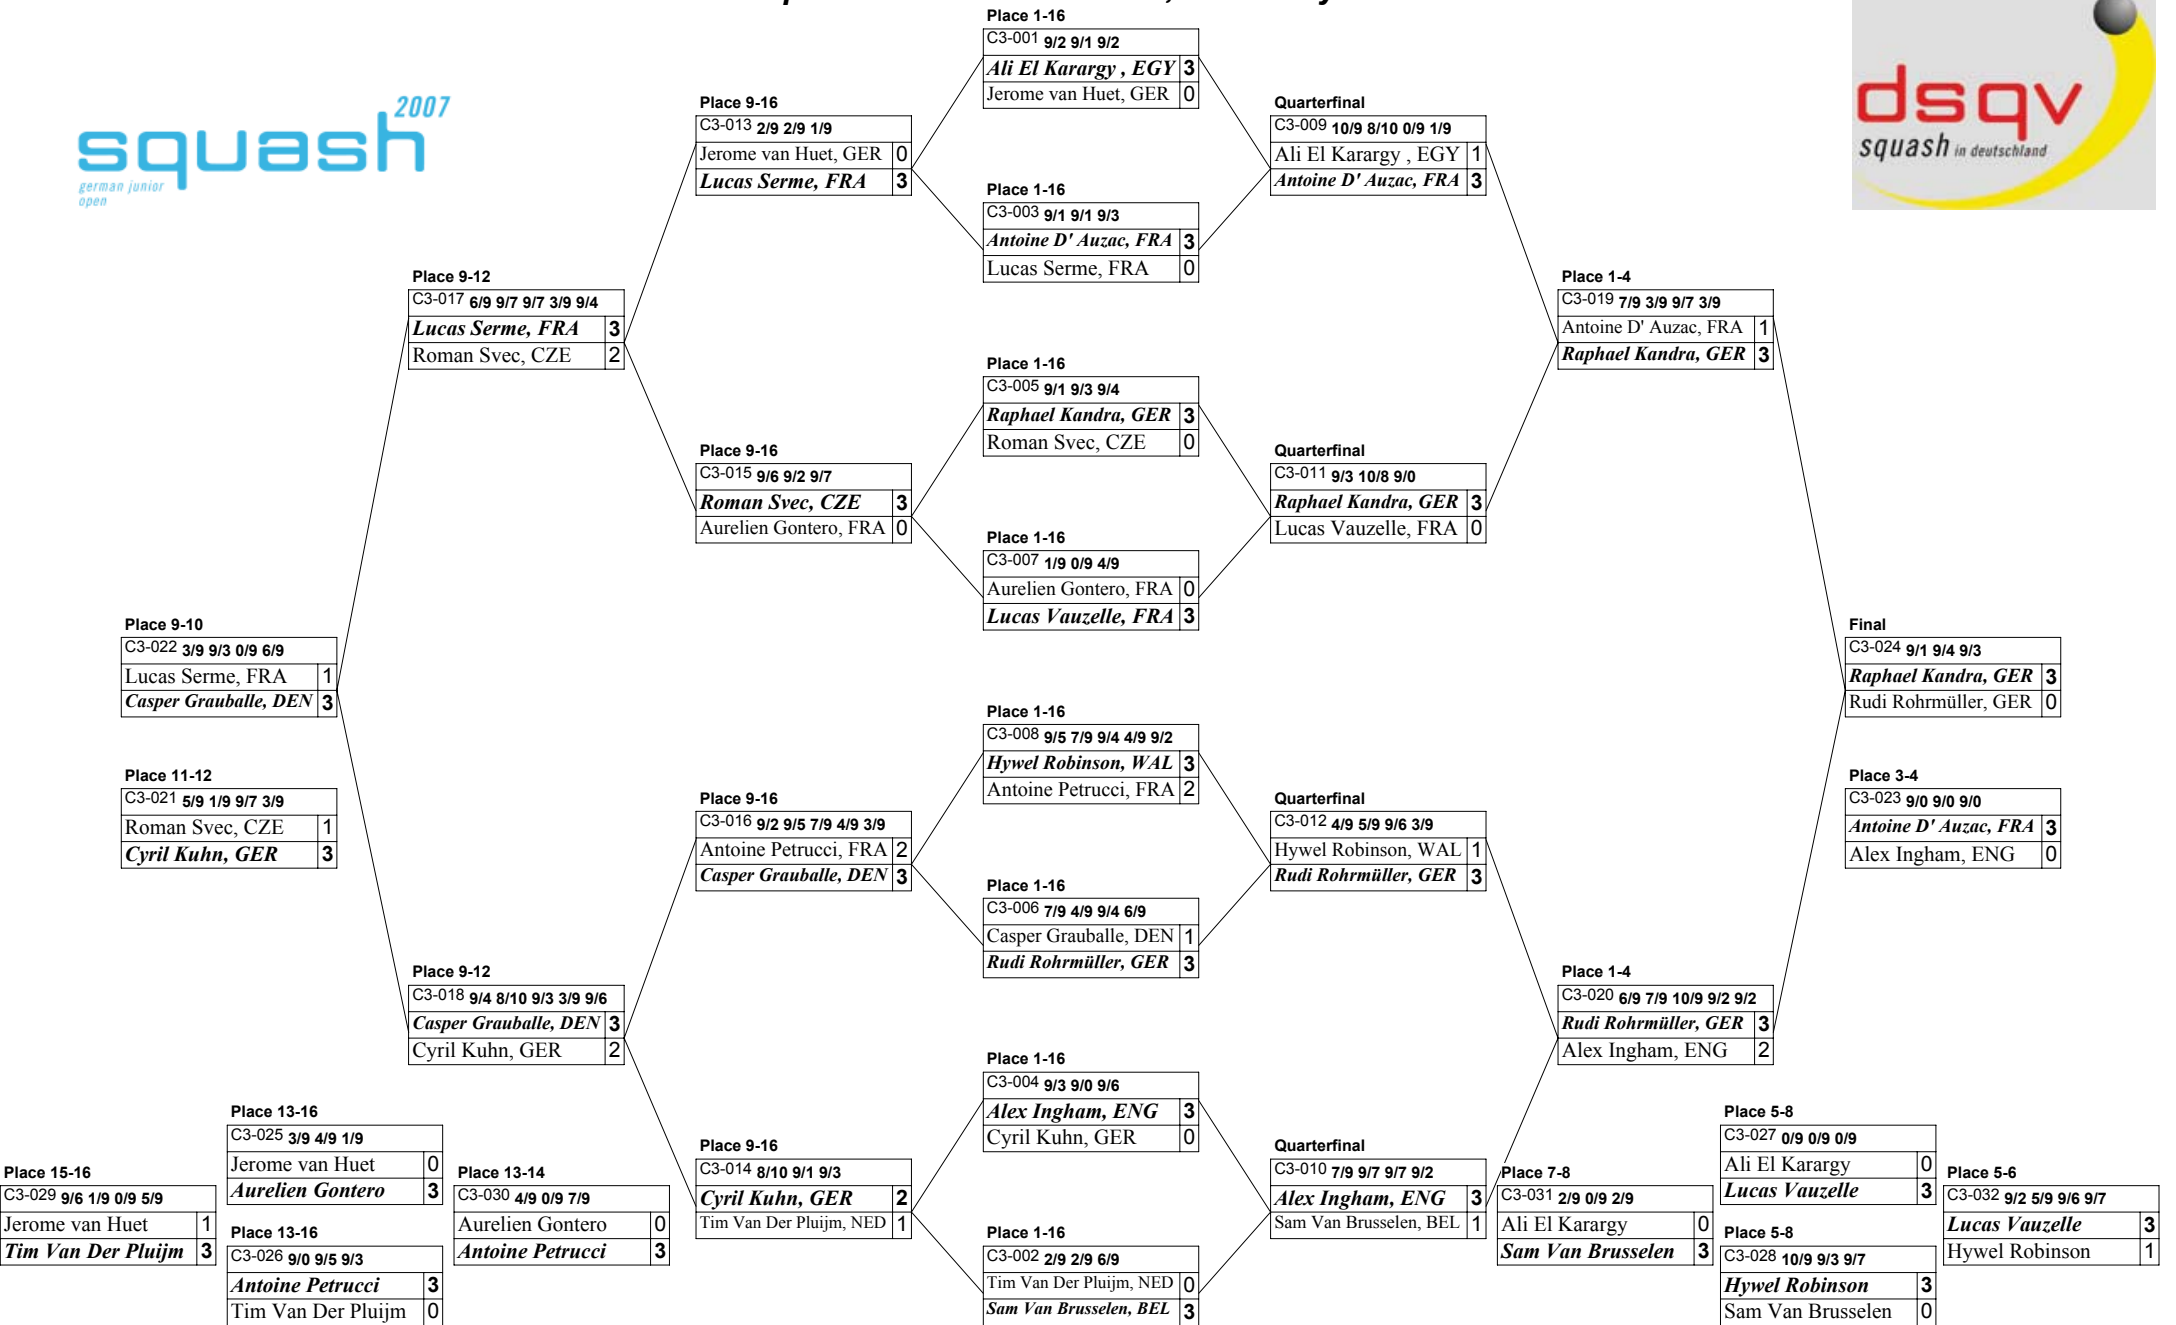 Place 1-16
C3-001 9/2 9/1 9/2
Ali El Karargy , EGY 3
Jerome van Huet, GER 0
2007
squash
german junior
open
dsqv
squash in deutschland
Place 9-16
C3-013 2/9 2/9 1/9
Jerome van Huet, GER 0
Lucas Serme, FRA 3
Quarterfinal
C3-009 10/9 8/10 0/9 1/9
Ali El Karargy , EGY 1
Antoine D' Auzac, FRA 3
Place 1-16
C3-003 9/1 9/1 9/3
Antoine D' Auzac, FRA 3
Lucas Serme, FRA 0
Place 9-12
C3-017 6/9 9/7 9/7 3/9 9/4
Lucas Serme, FRA 3
Roman Svec, CZE 2
Place 1-4
C3-019 7/9 3/9 9/7 3/9
Antoine D' Auzac, FRA 1
Raphael Kandra, GER 3
Place 1-16
C3-005 9/1 9/3 9/4
Raphael Kandra, GER 3
Roman Svec, CZE 0
Place 9-16
C3-015 9/6 9/2 9/7
Roman Svec, CZE 3
Aurelien Gontero, FRA 0
Quarterfinal
C3-011 9/3 10/8 9/0
Raphael Kandra, GER 3
Lucas Vauzelle, FRA 0
Place 1-16
C3-007 1/9 0/9 4/9
Aurelien Gontero, FRA 0
Lucas Vauzelle, FRA 3
Place 9-10
C3-022 3/9 9/3 0/9 6/9
Lucas Serme, FRA 1
Casper Grauballe, DEN 3
Final
C3-024 9/1 9/4 9/3
Raphael Kandra, GER 3
Rudi Rohrmüller, GER 0
Place 1-16
C3-008 9/5 7/9 9/4 4/9 9/2
Hywel Robinson, WAL 3
Antoine Petrucci, FRA 2
Place 11-12
C3-021 5/9 1/9 9/7 3/9
Roman Svec, CZE 1
Cyril Kuhn, GER 3
Place 3-4
C3-023 9/0 9/0 9/0
Antoine D' Auzac, FRA 3
Alex Ingham, ENG 0
Place 9-16
C3-016 9/2 9/5 7/9 4/9 3/9
Antoine Petrucci, FRA 2
Casper Grauballe, DEN 3
Quarterfinal
C3-012 4/9 5/9 9/6 3/9
Hywel Robinson, WAL 1
Rudi Rohrmüller, GER 3
Place 1-16
C3-006 7/9 4/9 9/4 6/9
Casper Grauballe, DEN 1
Rudi Rohrmüller, GER 3
Place 9-12
C3-018 9/4 8/10 9/3 3/9 9/6
Casper Grauballe, DEN 3
Cyril Kuhn, GER 2
Place 1-4
C3-020 6/9 7/9 10/9 9/2 9/2
Rudi Rohrmüller, GER 3
Alex Ingham, ENG 2
Place 1-16
C3-004 9/3 9/0 9/6
Alex Ingham, ENG 3
Cyril Kuhn, GER 0
Place 13-16
C3-025 3/9 4/9 1/9
Jerome van Huet 0
Aurelien Gontero 3
Place 5-8
C3-027 0/9 0/9 0/9
Ali El Karargy 0
Lucas Vauzelle 3
Place 9-16
C3-014 8/10 9/1 9/3
Cyril Kuhn, GER 2
Tim Van Der Pluijm, NED 1
Quarterfinal
C3-010 7/9 9/7 9/7 9/2
Alex Ingham, ENG 3
Sam Van Brusselen, BEL 1
Place 15-16
C3-029 9/6 1/9 0/9 5/9
Jerome van Huet 1
Tim Van Der Pluijm 3
Place 13-14
C3-030 4/9 0/9 7/9
Aurelien Gontero 0
Antoine Petrucci 3
Place 7-8
C3-031 2/9 0/9 2/9
Ali El Karargy 0
Sam Van Brusselen 3
Place 5-6
C3-032 9/2 5/9 9/6 9/7
Lucas Vauzelle 3
Hywel Robinson 1
Place 13-16
C3-026 9/0 9/5 9/3
Antoine Petrucci 3
Tim Van Der Pluijm 0
Place 1-16
C3-002 2/9 2/9 6/9
Tim Van Der Pluijm, NED 0
Sam Van Brusselen, BEL 3
Place 5-8
C3-028 10/9 9/3 9/7
Hywel Robinson 3
Sam Van Brusselen 0